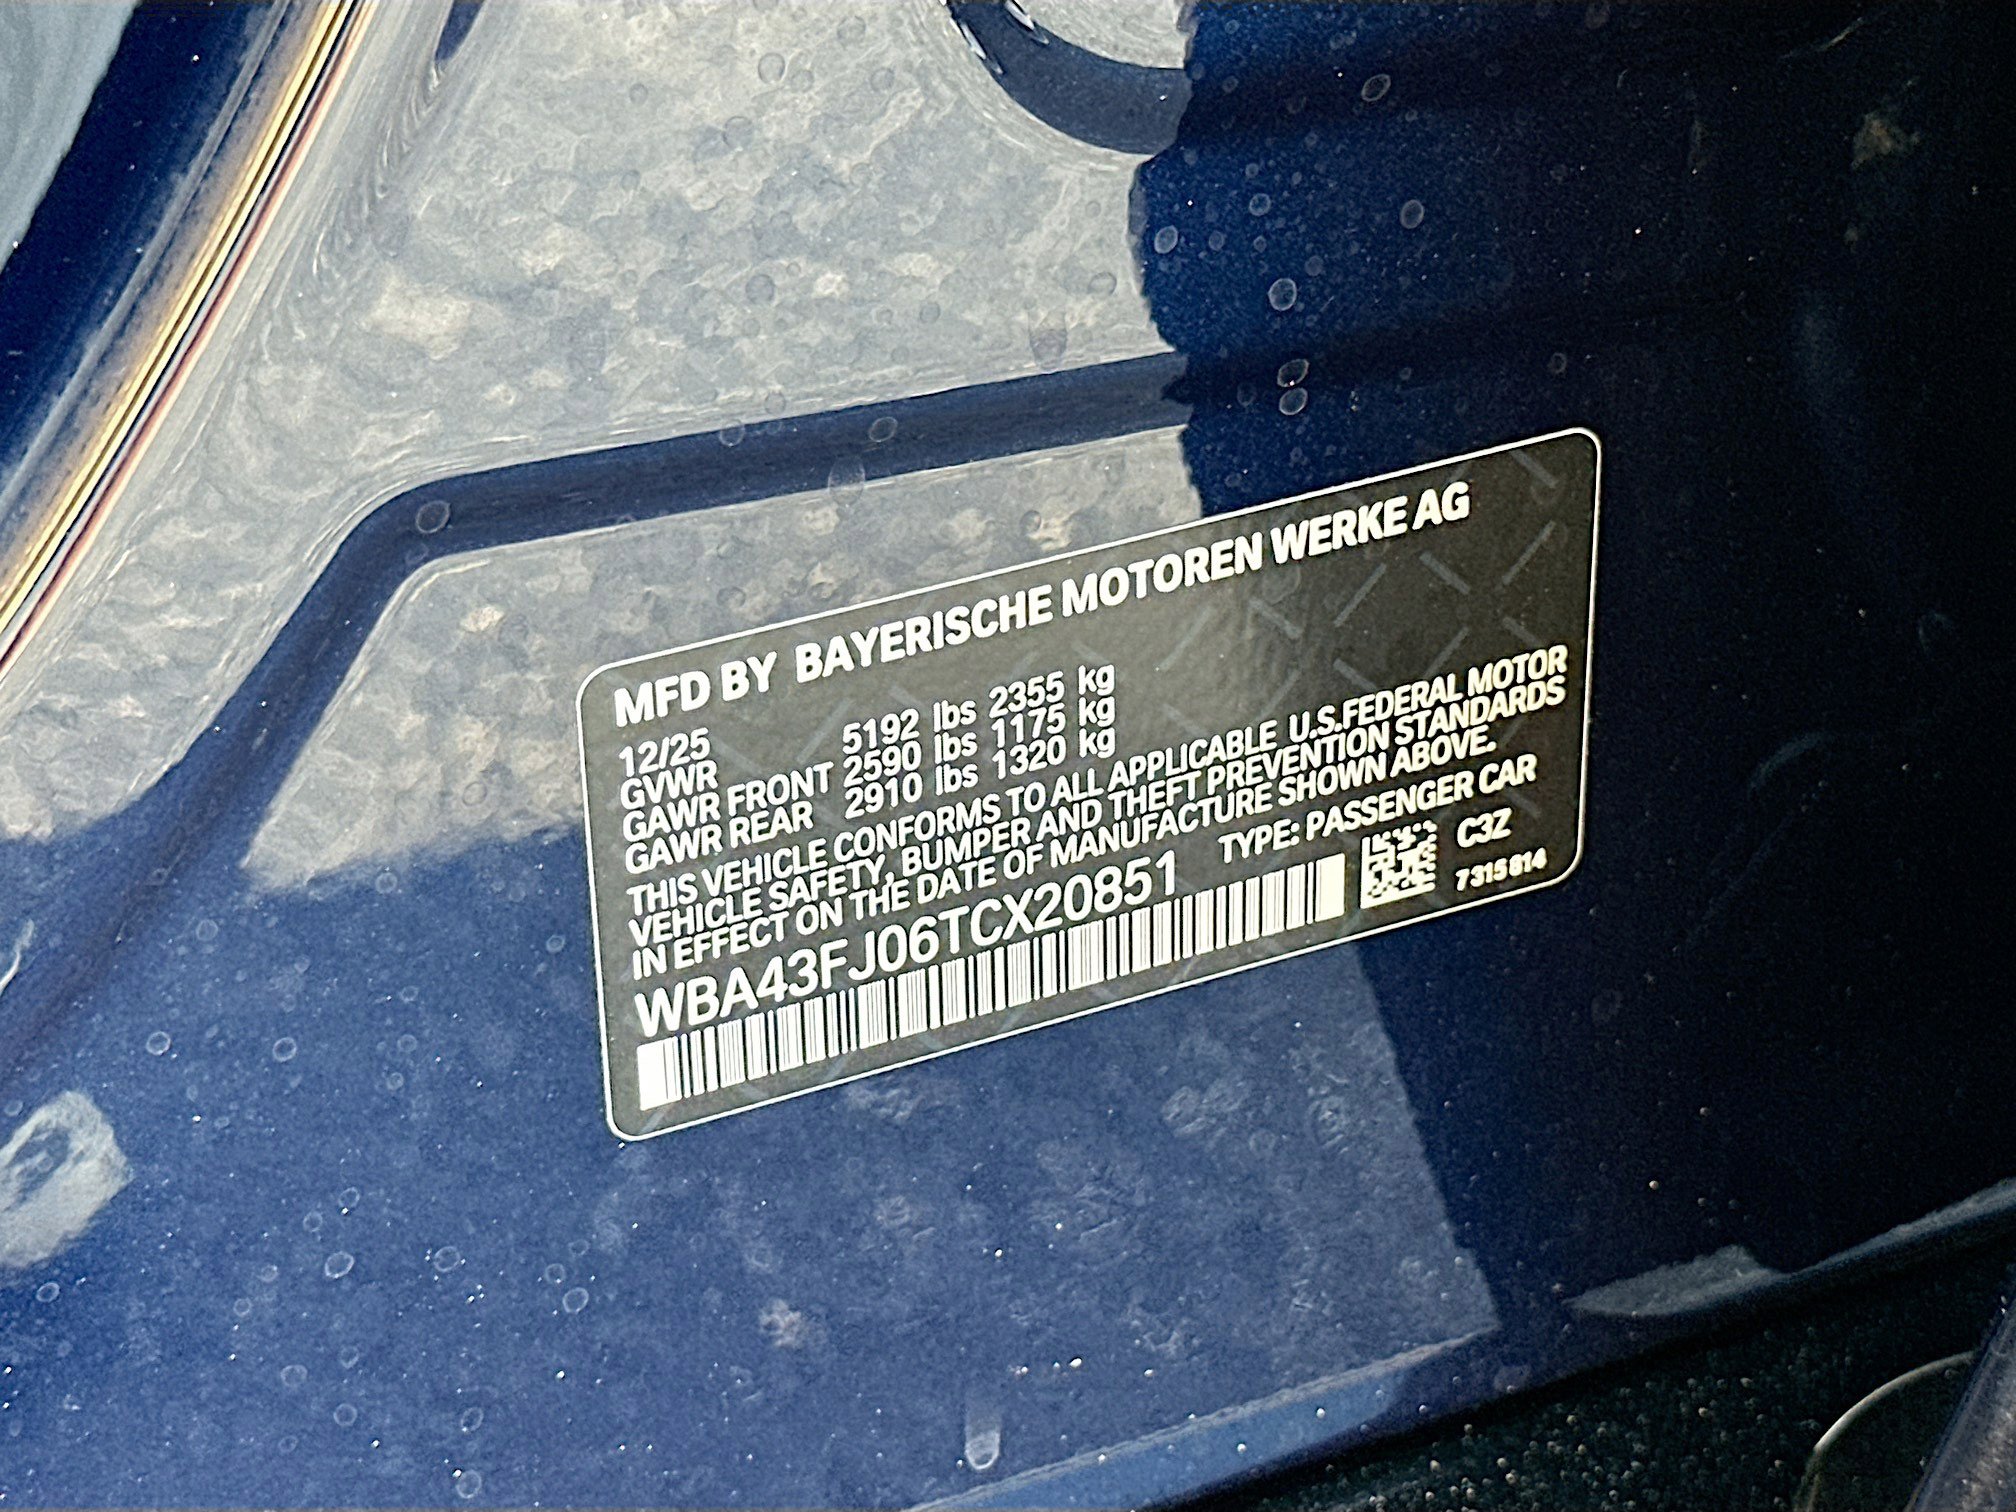 MFD BY BAYERISCHE MOTOREN WERKE AG
12/25
GVWR 5192 lbs 2355 kg
GAWR FRONT 2590 lbs 1175 kg
GAWR REAR 2910 lbs 1320 kg
THIS VEHICLE CONFORMS TO ALL APPLICABLE U.S.FEDERAL MOTOR
VEHICLE SAFETY, BUMPER AND THEFT PREVENTION STANDARDS
IN EFFECT ON THE DATE OF MANUFACTURE SHOWN ABOVE.
WBA43FJ06TCX20851 TYPE: PASSENGER CAR
C3Z
7315814